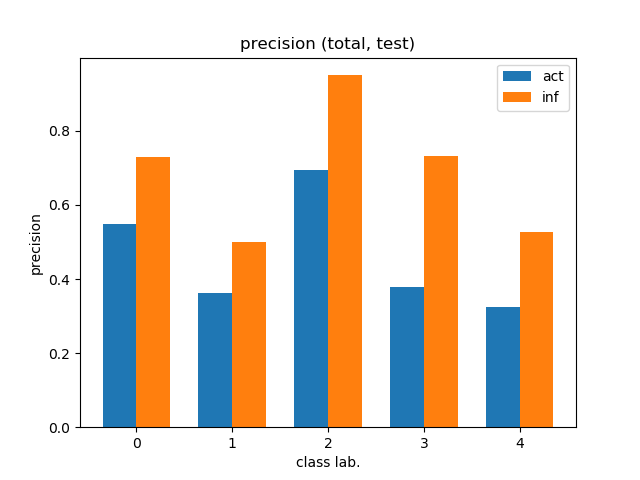 precision (total, test)
act
inf
precision
0.8
0.6
0.4
0.2
0.0
0 1 2 3 4
class lab.